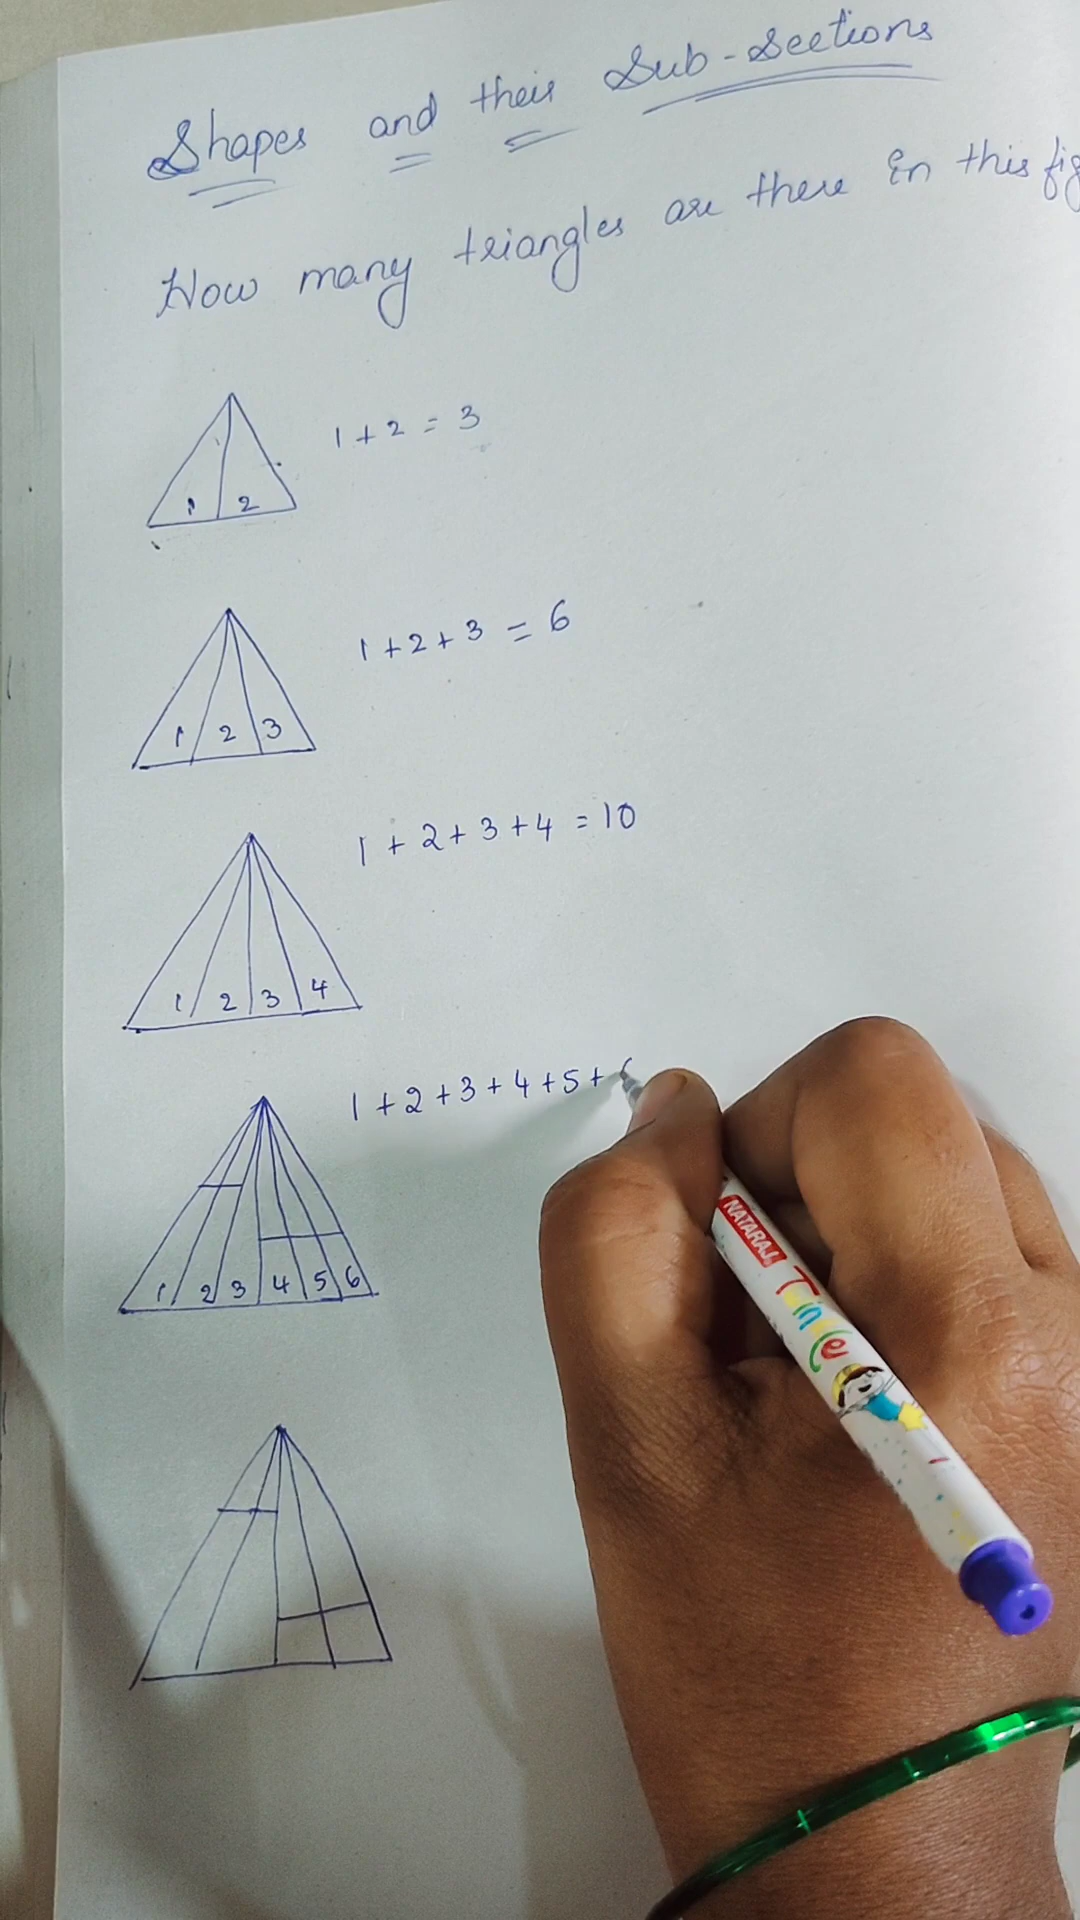 Shapes and their Sub-Sections
How many triangles are there in this fig
1 + 2 = 3
1 2
1 + 2 + 3 = 6
1 2 3
1 + 2 + 3 + 4 = 10
1 2 3 4
1 + 2 + 3 + 4 + 5 +
1 2 3 4 5 6
NATARAJ